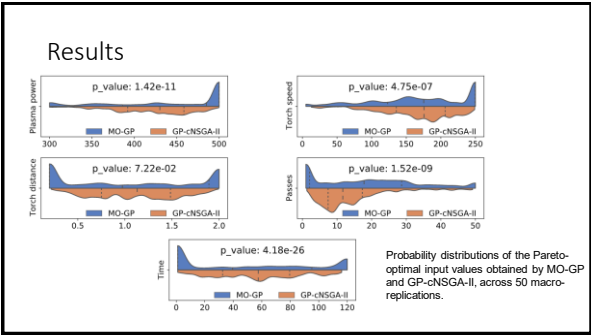 Results
p_value: 1.42e-11
Plasma power
MO-GP GP-cNSGA-II
300 350 400 450 500
p_value: 4.75e-07
Torch speed
MO-GP GP-cNSGA-II
0 50 100 150 200 250
p_value: 7.22e-02
Torch distance
MO-GP GP-cNSGA-II
0.5 1.0 1.5 2.0
p_value: 1.52e-09
Passes
MO-GP GP-cNSGA-II
0 10 20 30 40 50
p_value: 4.18e-26
Time
MO-GP GP-cNSGA-II
0 20 40 60 80 100 120
Probability distributions of the Pareto-
optimal input values obtained by MO-GP
and GP-cNSGA-II, across 50 macro-
replications.